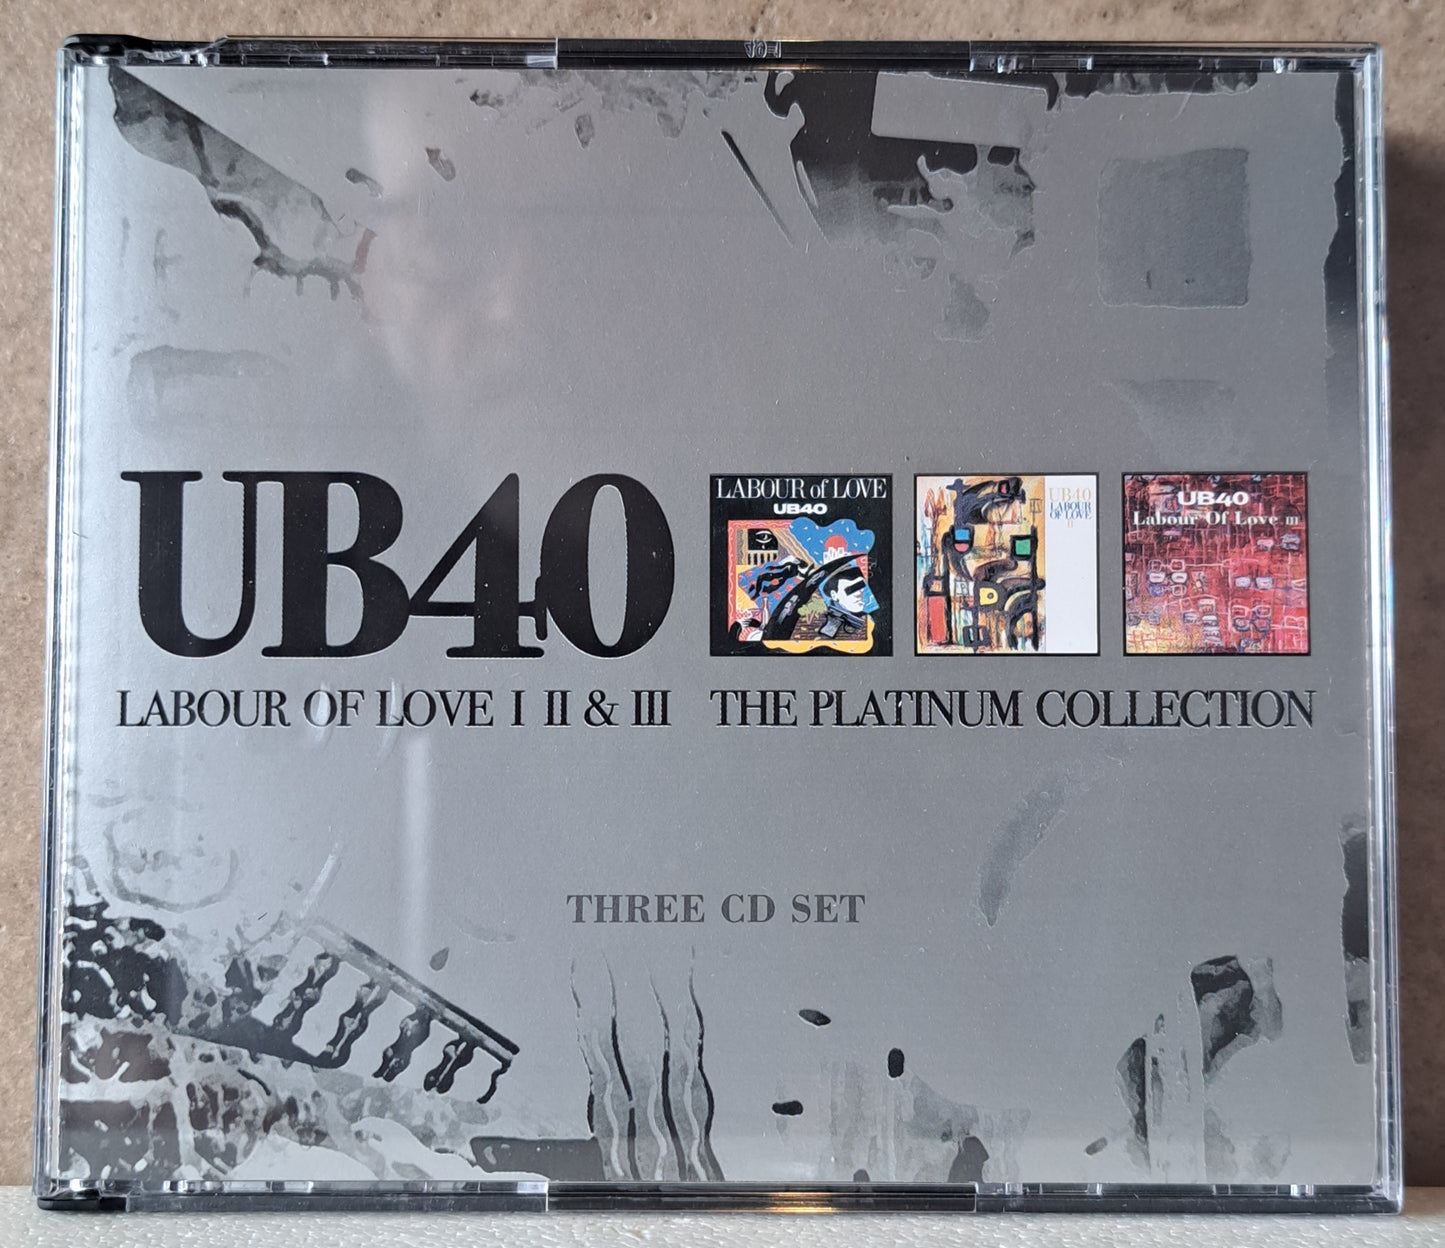 UB40
LABOUR OF LOVE I II & III
THE PLATINUM COLLECTION
LABOUR of LOVE
UB40
UB40
LABOUR
OF LOVE
II
UB40
Labour Of Love III
THREE CD SET